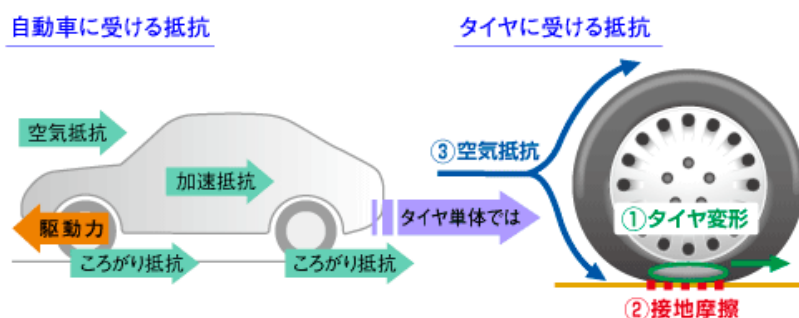 自動車に受ける抵抗
タイヤに受ける抵抗
空気抵抗
加速抵抗
駆動力
ころがり抵抗
ころがり抵抗
タイヤ単体では
③空気抵抗
①タイヤ変形
②接地摩擦